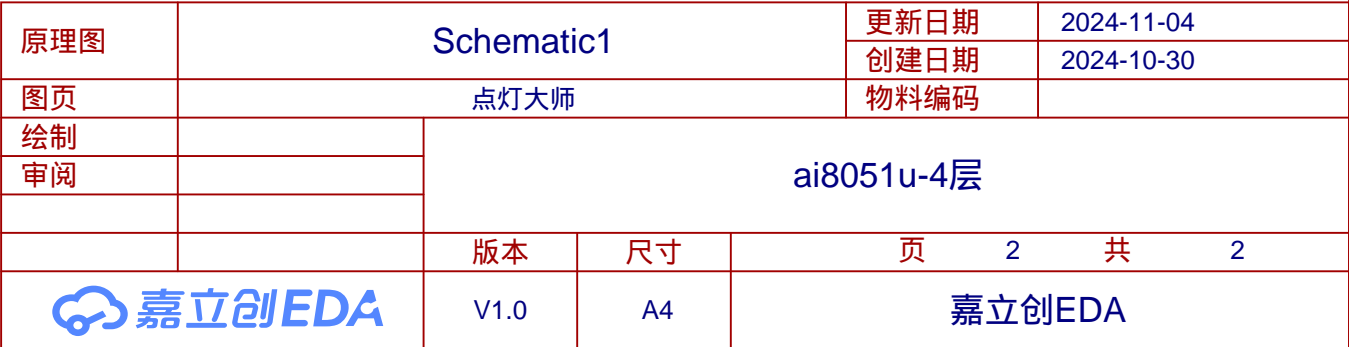 原理图 Schematic1 更新日期 2024-11-04
创建日期 2024-10-30
图页 点灯大师 物料编码
绘制
审阅 ai8051u-4层
版本 尺寸 页 2 共 2
嘉立创EDA V1.0 A4 嘉立创EDA